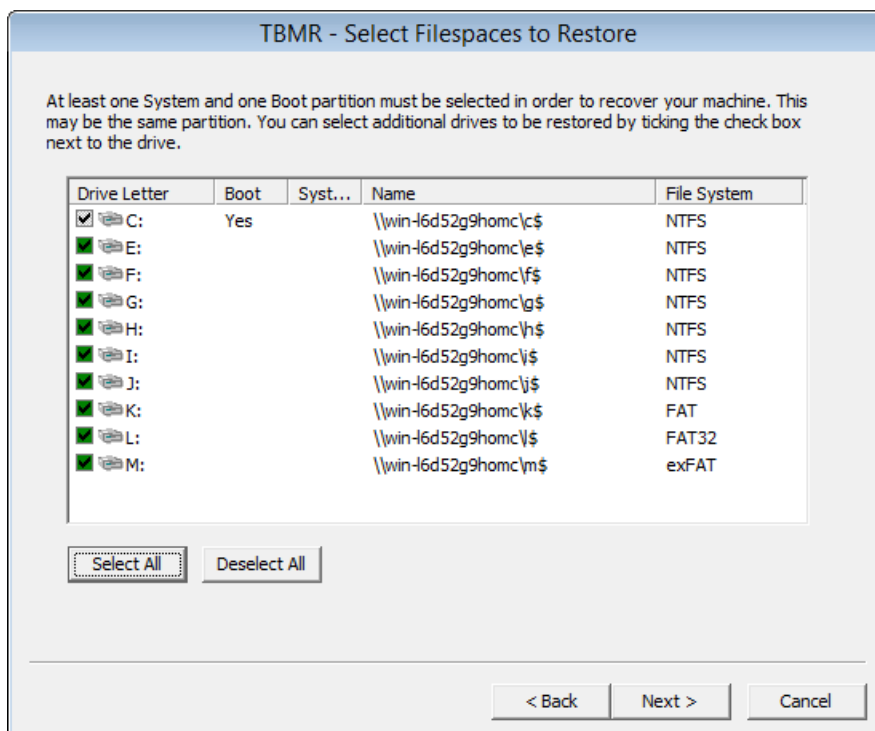 TBMR - Select Filespaces to Restore
At least one System and one Boot partition must be selected in order to recover your machine. This
may be the same partition. You can select additional drives to be restored by ticking the check box
next to the drive.
Drive Letter Boot Syst... Name File System
C: Yes \\win-l6d52g9homc\c$ NTFS
E: \\win-l6d52g9homc\e$ NTFS
F: \\win-l6d52g9homc\f$ NTFS
G: \\win-l6d52g9homc\g$ NTFS
H: \\win-l6d52g9homc\h$ NTFS
I: \\win-l6d52g9homc\i$ NTFS
J: \\win-l6d52g9homc\j$ NTFS
K: \\win-l6d52g9homc\k$ FAT
L: \\win-l6d52g9homc\l$ FAT32
M: \\win-l6d52g9homc\m$ exFAT
Select All Deselect All
< Back Next > Cancel